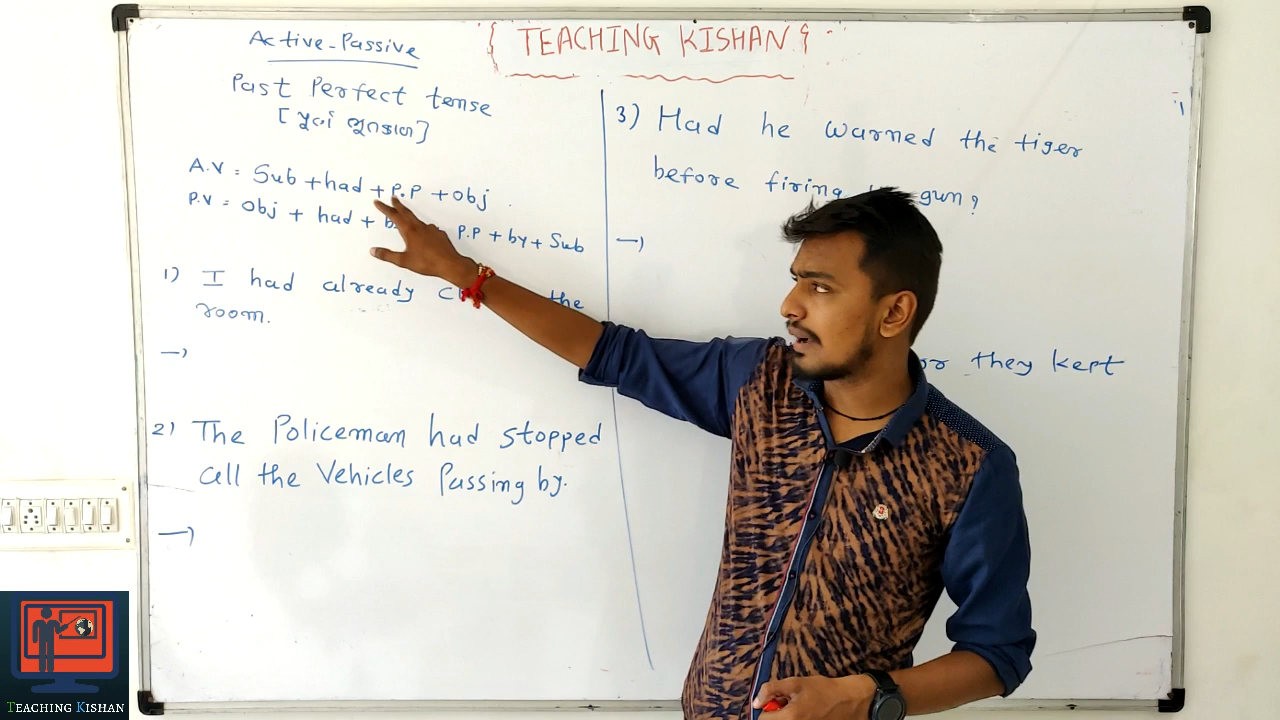 { TEACHING KISHAN }
Active-Passive
Past Perfect tense
[પૂર્ણ ભૂતકાળ]
A.V = Sub + had + P.P + obj.
P.V = obj + had + P.P + by + Sub
1) I had already the
room.
→
2) The Policeman had stopped
all the Vehicles Passing by.
→
3) Had he warned the tiger
before firing gun?
→
they kept
TEACHING KISHAN